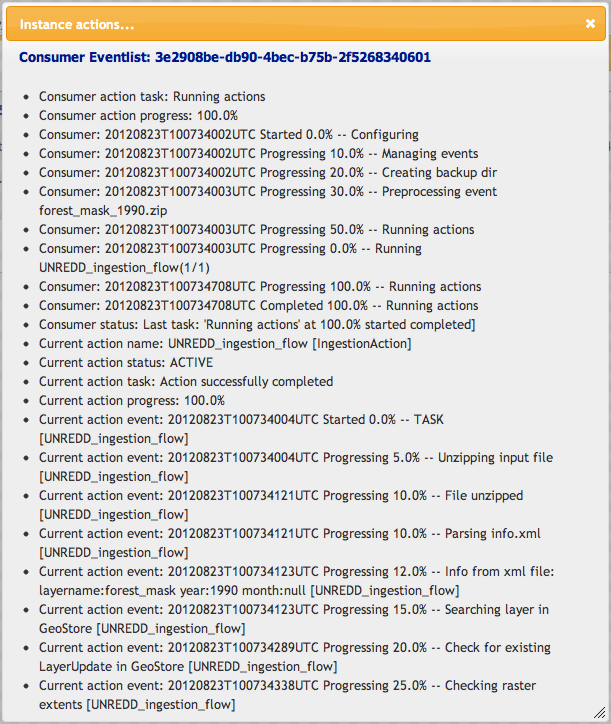 Instance actions...
Consumer Eventlist: 3e2908be-db90-4bec-b75b-2f5268340601
Consumer action task: Running actions
Consumer action progress: 100.0%
Consumer: 20120823T100734002UTC Started 0.0% -- Configuring
Consumer: 20120823T100734002UTC Progressing 10.0% -- Managing events
Consumer: 20120823T100734002UTC Progressing 20.0% -- Creating backup dir
Consumer: 20120823T100734003UTC Progressing 30.0% -- Preprocessing event
forest_mask_1990.zip
Consumer: 20120823T100734003UTC Progressing 50.0% -- Running actions
Consumer: 20120823T100734003UTC Progressing 0.0% -- Running
UNREDD_ingestion_flow(1/1)
Consumer: 20120823T100734708UTC Progressing 100.0% -- Running actions
Consumer: 20120823T100734708UTC Completed 100.0% -- Running actions
Consumer status: Last task: 'Running actions' at 100.0% started completed]
Current action name: UNREDD_ingestion_flow [IngestionAction]
Current action status: ACTIVE
Current action task: Action successfully completed
Current action progress: 100.0%
Current action event: 20120823T100734004UTC Started 0.0% -- TASK
[UNREDD_ingestion_flow]
Current action event: 20120823T100734004UTC Progressing 5.0% -- Unzipping input file
[UNREDD_ingestion_flow]
Current action event: 20120823T100734121UTC Progressing 10.0% -- File unzipped
[UNREDD_ingestion_flow]
Current action event: 20120823T100734121UTC Progressing 10.0% -- Parsing info.xml
[UNREDD_ingestion_flow]
Current action event: 20120823T100734123UTC Progressing 12.0% -- Info from xml file:
layername:forest_mask year:1990 month:null [UNREDD_ingestion_flow]
Current action event: 20120823T100734123UTC Progressing 15.0% -- Searching layer in
GeoStore [UNREDD_ingestion_flow]
Current action event: 20120823T100734289UTC Progressing 20.0% -- Check for existing
LayerUpdate in GeoStore [UNREDD_ingestion_flow]
Current action event: 20120823T100734338UTC Progressing 25.0% -- Checking raster
extents [UNREDD_ingestion_flow]